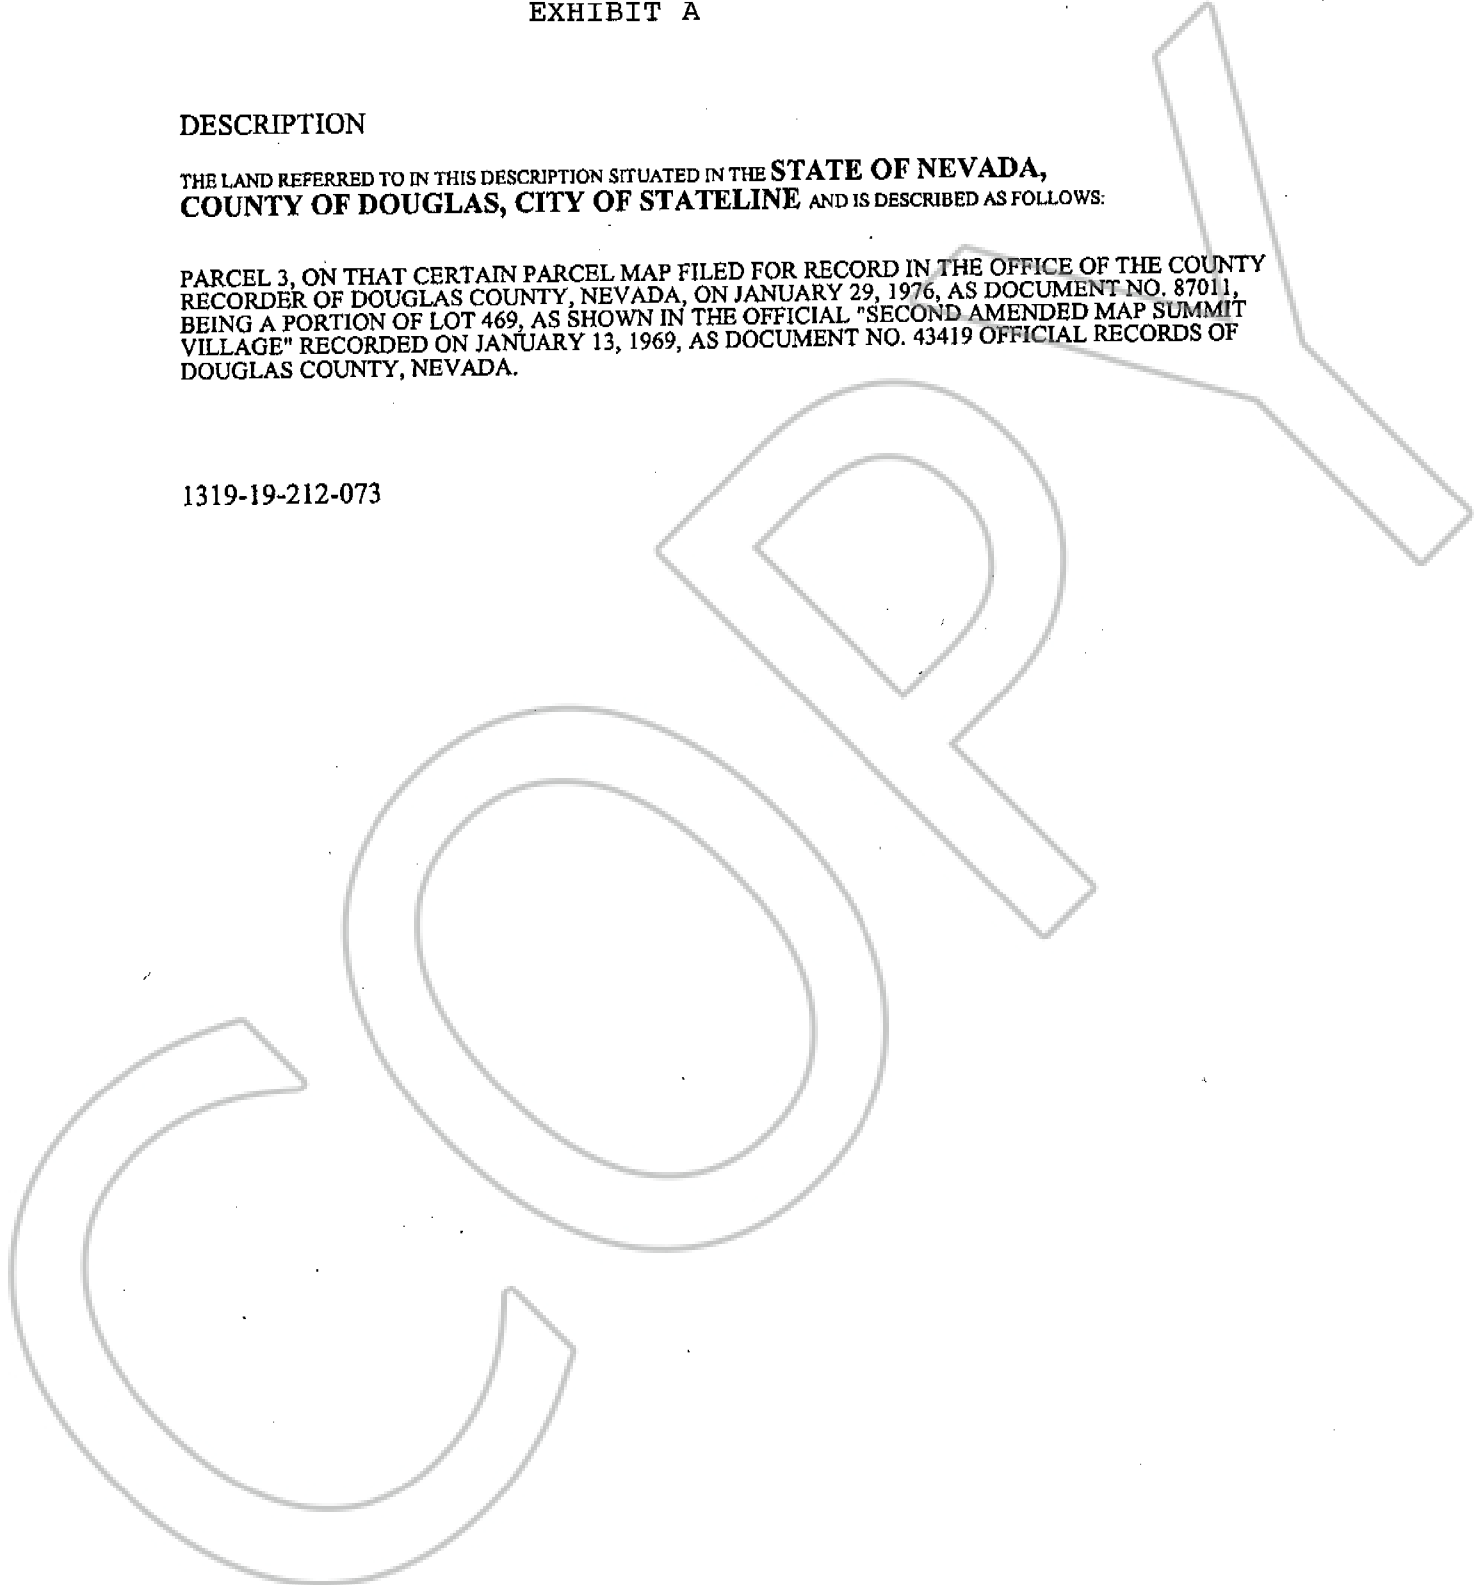 EXHIBIT A
DESCRIPTION
THE LAND REFERRED TO IN THIS DESCRIPTION SITUATED IN THE STATE OF NEVADA,
COUNTY OF DOUGLAS, CITY OF STATELINE AND IS DESCRIBED AS FOLLOWS:
PARCEL 3, ON THAT CERTAIN PARCEL MAP FILED FOR RECORD IN THE OFFICE OF THE COUNTY
RECORDER OF DOUGLAS COUNTY, NEVADA, ON JANUARY 29, 1976, AS DOCUMENT NO. 87011,
BEING A PORTION OF LOT 469, AS SHOWN IN THE OFFICIAL "SECOND AMENDED MAP SUMMIT
VILLAGE" RECORDED ON JANUARY 13, 1969, AS DOCUMENT NO. 43419 OFFICIAL RECORDS OF
DOUGLAS COUNTY, NEVADA.
1319-19-212-073
COPY